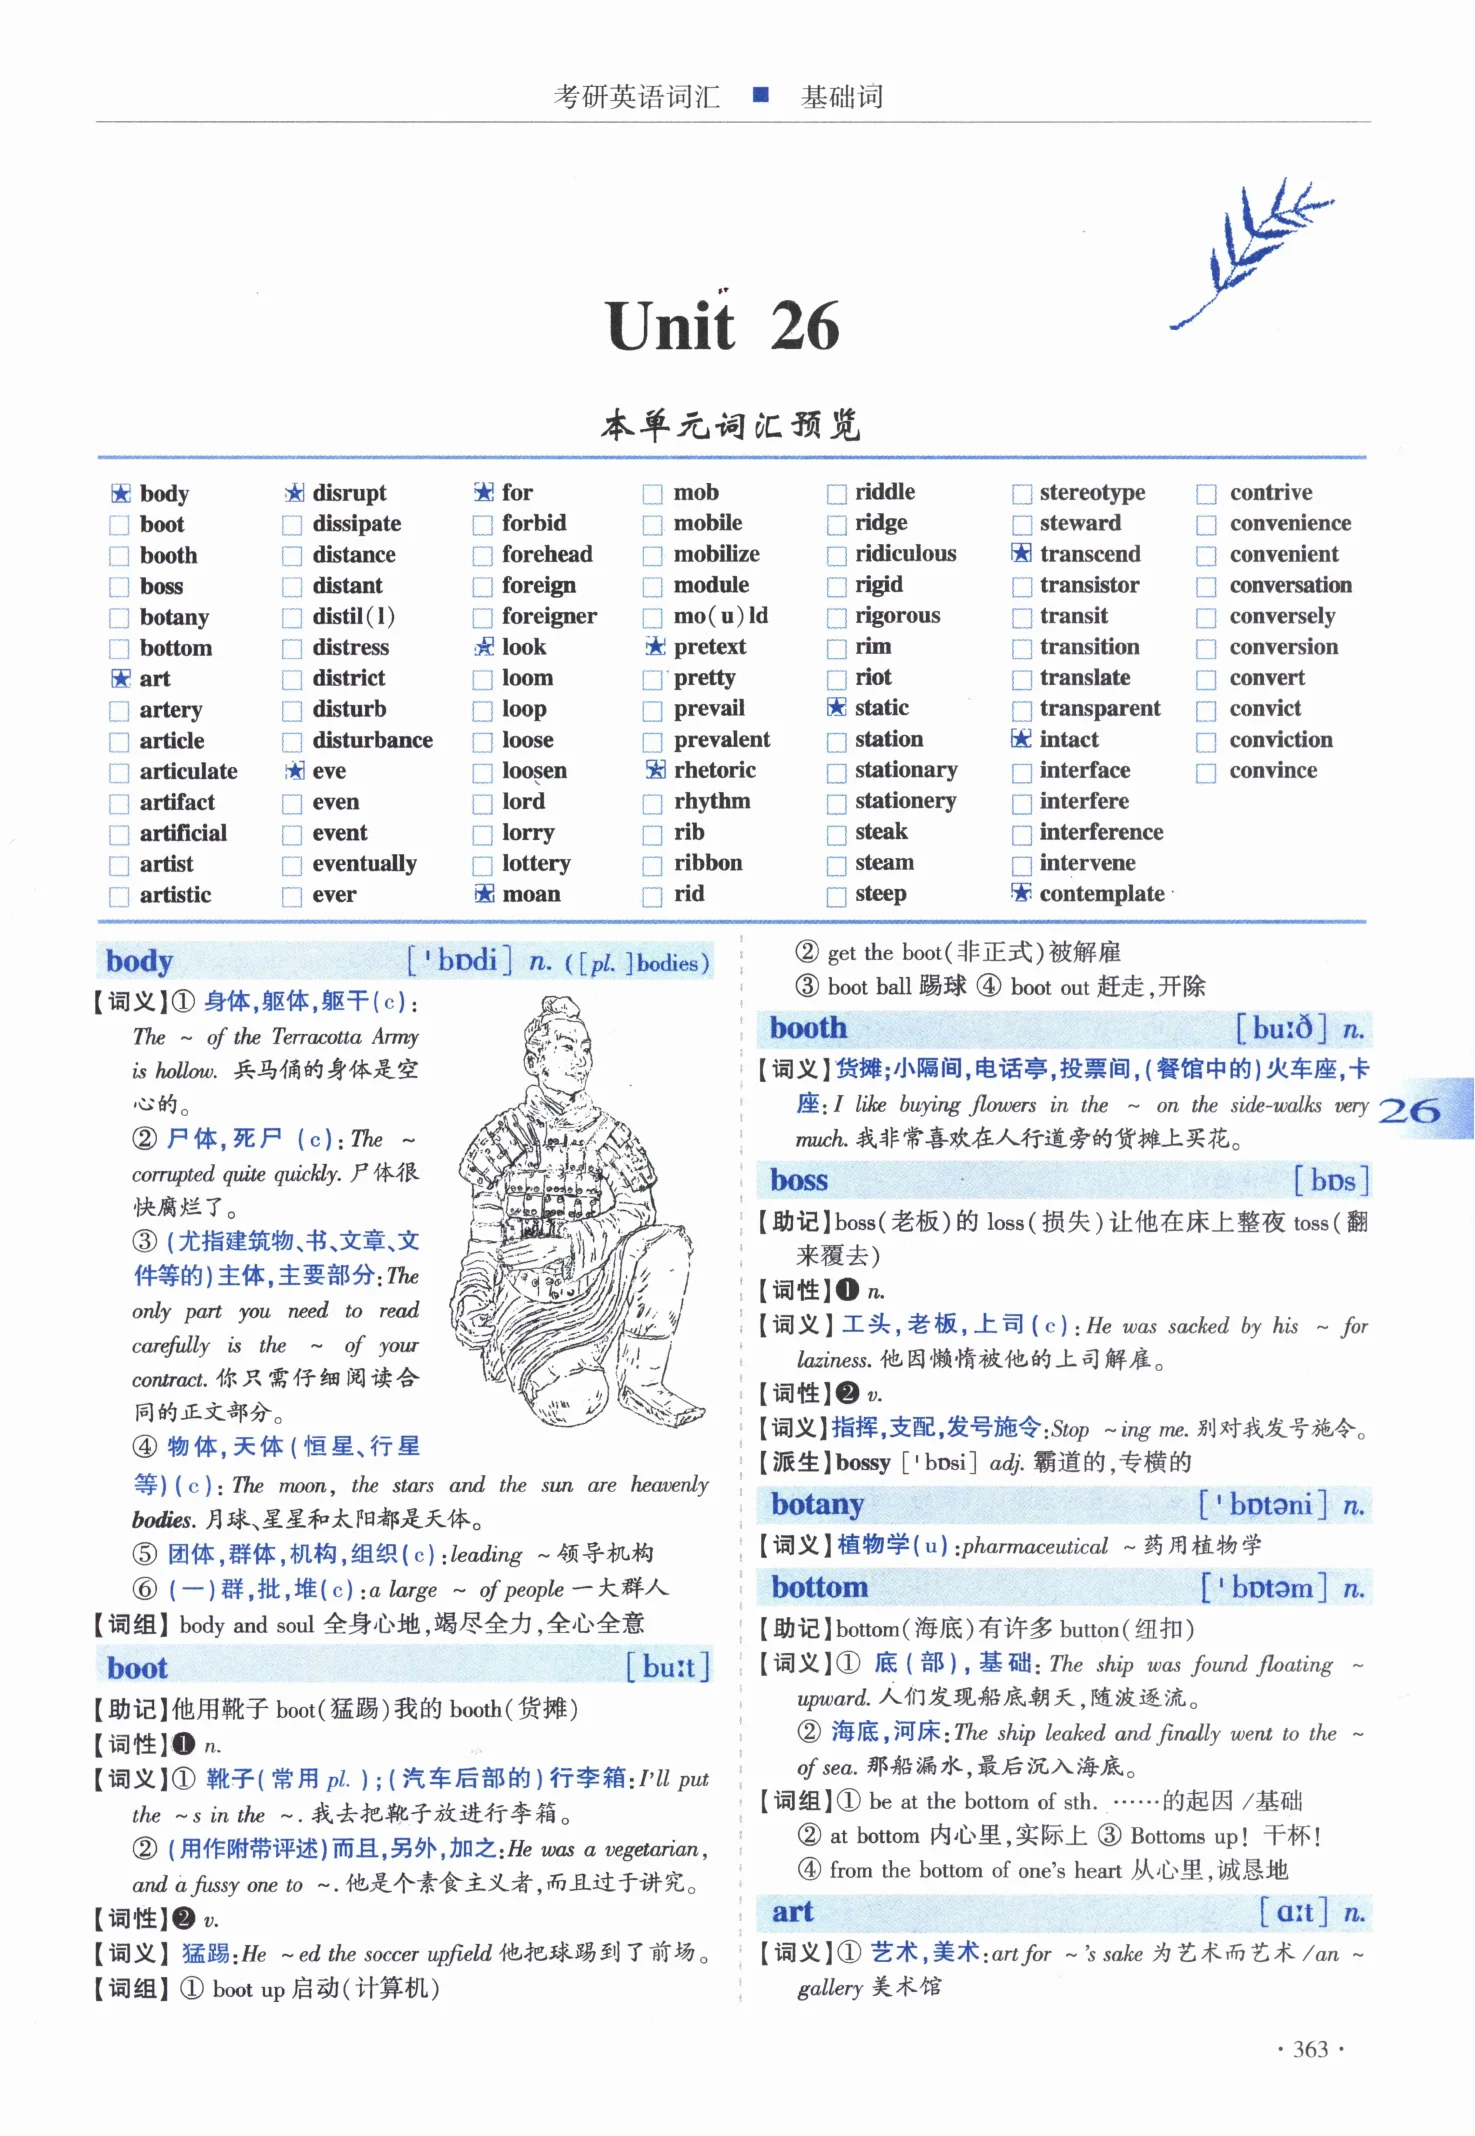 考研英语词汇 ■ 基础词
Unit 26
本单元词汇预览
★ body ★ disrupt ★ for □ mob □ riddle □ stereotype □ contrive
□ boot □ dissipate □ forbid □ mobile □ ridge □ steward □ convenience
□ booth □ distance □ forehead □ mobilize □ ridiculous ★ transcend □ convenient
□ boss □ distant □ foreign □ module □ rigid □ transistor □ conversation
□ botany □ distil(l) □ foreigner □ mo(u)ld □ rigorous □ transit □ conversely
□ bottom □ distress ★ look ★ pretext □ rim □ transition □ conversion
★ art □ district □ loom □ pretty □ riot □ translate □ convert
□ artery □ disturb □ loop □ prevail ★ static □ transparent □ convict
□ article □ disturbance □ loose □ prevalent □ station ★ intact □ conviction
□ articulate ★ eve □ loosen ★ rhetoric □ stationary □ interface □ convince
□ artifact □ even □ lord □ rhythm □ stationery □ interfere
□ artificial □ event □ lorry □ rib □ steak □ interference
□ artist □ eventually □ lottery □ ribbon □ steam □ intervene
□ artistic □ ever ★ moan □ rid □ steep ★ contemplate
body [ˈbɒdi] n. ([pl.]bodies)
【词义】① 身体,躯体,躯干(c):
The ~ of the Terracotta Army
is hollow. 兵马俑的身体是空
心的。
② 尸体,死尸(c):The ~
corrupted quite quickly. 尸体很
快腐烂了。
③ (尤指建筑物、书、文章、文
件等的)主体,主要部分:The
only part you need to read
carefully is the ~ of your
contract. 你只需仔细阅读合
同的正文部分。
④ 物体,天体(恒星、行星
等)(c): The moon, the stars and the sun are heavenly
bodies. 月球、星星和太阳都是天体。
⑤ 团体,群体,机构,组织(c):leading ~领导机构
⑥ (一)群,批,堆(c):a large ~ of people 一大群人
【词组】body and soul 全身心地,竭尽全力,全心全意
boot [buːt]
【助记】他用靴子 boot(猛踢)我的 booth(货摊)
【词性】❶ n.
【词义】① 靴子(常用 pl.);(汽车后部的)行李箱:I'll put
the ~s in the ~. 我去把靴子放进行李箱。
② (用作附带评述)而且,另外,加之:He was a vegetarian,
and a fussy one to ~. 他是个素食主义者,而且过于讲究。
【词性】❷ v.
【词义】猛踢:He ~ed the soccer upfield 他把球踢到了前场。
【词组】① boot up 启动(计算机)
② get the boot(非正式)被解雇
③ boot ball 踢球 ④ boot out 赶走,开除
booth [buːð] n.
【词义】货摊;小隔间,电话亭,投票间,(餐馆中的)火车座,卡
座:I like buying flowers in the ~ on the side-walks very
much. 我非常喜欢在人行道旁的货摊上买花。
26
boss [bɒs]
【助记】boss(老板)的 loss(损失)让他在床上整夜 toss(翻
来覆去)
【词性】❶ n.
【词义】工头,老板,上司(c):He was sacked by his ~ for
laziness. 他因懒惰被他的上司解雇。
【词性】❷ v.
【词义】指挥,支配,发号施令:Stop ~ing me. 别对我发号施令。
【派生】bossy [ˈbɒsi] adj. 霸道的,专横的
botany [ˈbɒtəni] n.
【词义】植物学(u):pharmaceutical ~药用植物学
bottom [ˈbɒtəm] n.
【助记】bottom(海底)有许多 button(纽扣)
【词义】① 底(部),基础: The ship was found floating ~
upward. 人们发现船底朝天,随波逐流。
② 海底,河床:The ship leaked and finally went to the ~
of sea. 那船漏水,最后沉入海底。
【词组】① be at the bottom of sth. ……的起因/基础
② at bottom 内心里,实际上 ③ Bottoms up! 干杯!
④ from the bottom of one's heart 从心里,诚恳地
art [ɑːt] n.
【词义】① 艺术,美术:art for ~'s sake 为艺术而艺术/an ~
gallery 美术馆
· 363 ·